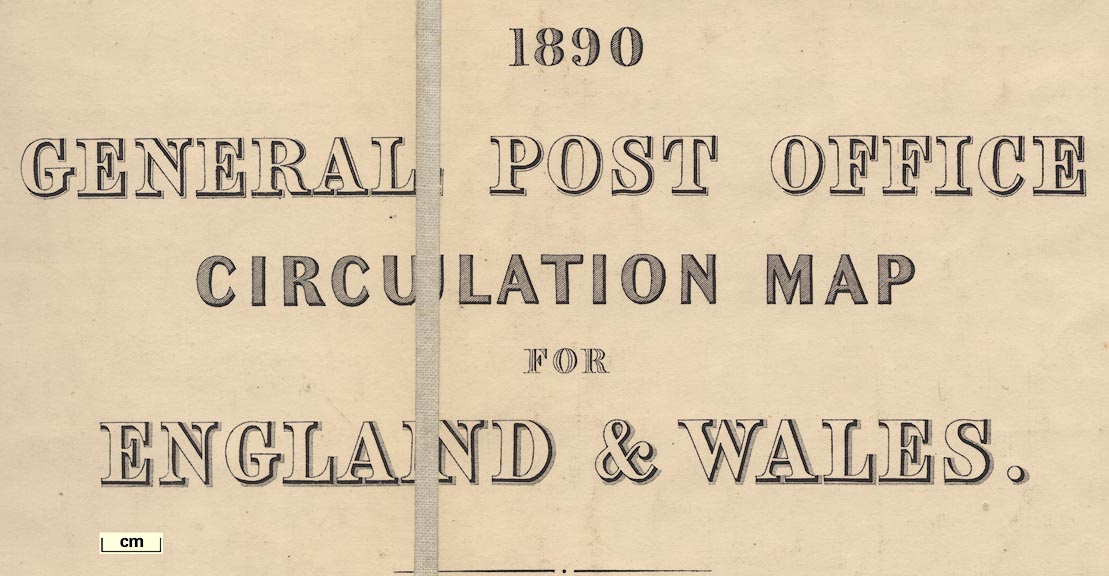 1890
GENERAL POST OFFICE
CIRCULATION MAP
FOR
ENGLAND & WALES.
cm